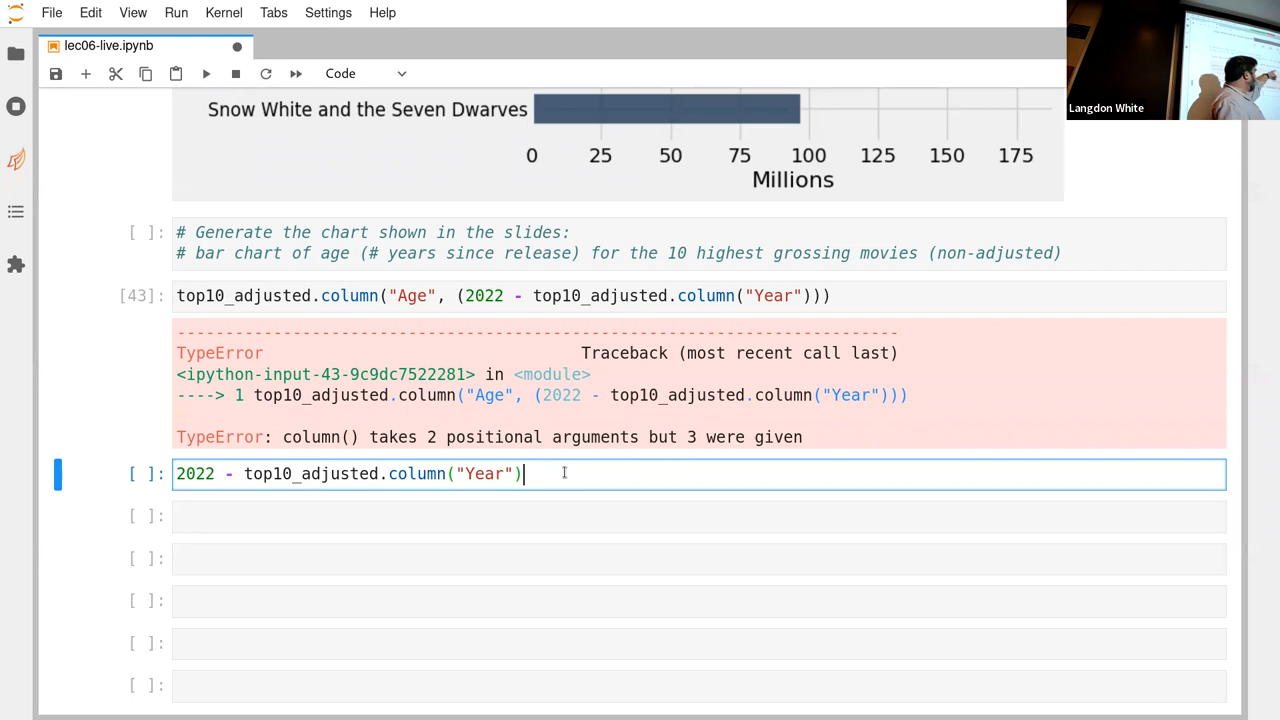 File Edit View Run Kernel Tabs Settings Help
lec06-live.ipynb
Code
Langdon White
Snow White and the Seven Dwarves
0 25 50 75 100 125 150 175
Millions
[ ]: # Generate the chart shown in the slides:
# bar chart of age (# years since release) for the 10 highest grossing movies (non-adjusted)
[43]: top10_adjusted.column("Age", (2022 - top10_adjusted.column("Year")))
---------------------------------------------------------------------------
TypeError Traceback (most recent call last)
<ipython-input-43-9c9dc7522281> in <module>
----> 1 top10_adjusted.column("Age", (2022 - top10_adjusted.column("Year")))
TypeError: column() takes 2 positional arguments but 3 were given
[ ]: 2022 - top10_adjusted.column("Year")
[ ]:
[ ]:
[ ]:
[ ]:
[ ]: